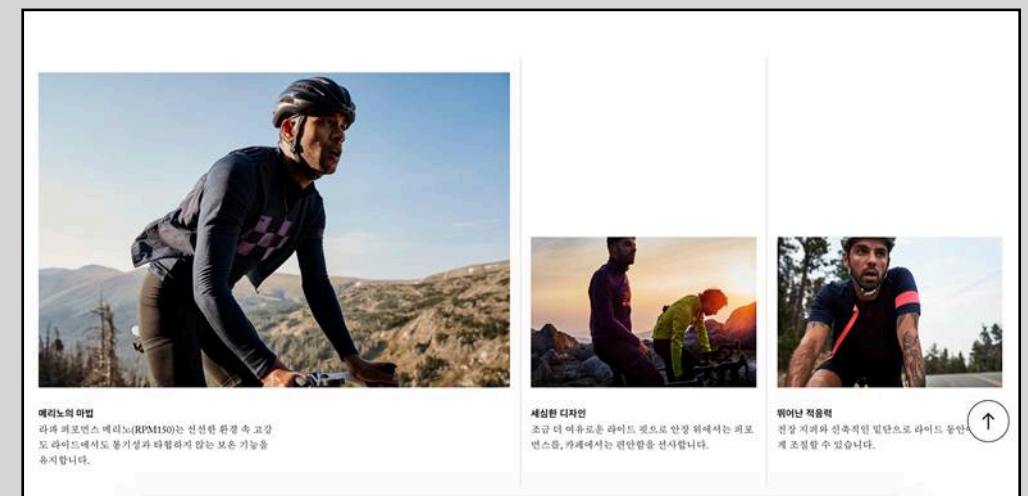 메리노의 마법
라파 퍼포먼스 메리노(RPM150)는 선선한 환경 속 고강
도 라이드에서도 통기성과 타협하지 않는 보온 기능을
유지합니다.
세심한 디자인
조금 더 여유로운 라이드 핏으로 안장 위에서는 퍼포
먼스를, 카페에서는 편안함을 선사합니다.
뛰어난 적응력
전장 지퍼와 신축적인 밑단으로 라이드 동안
게 조절할 수 있습니다.